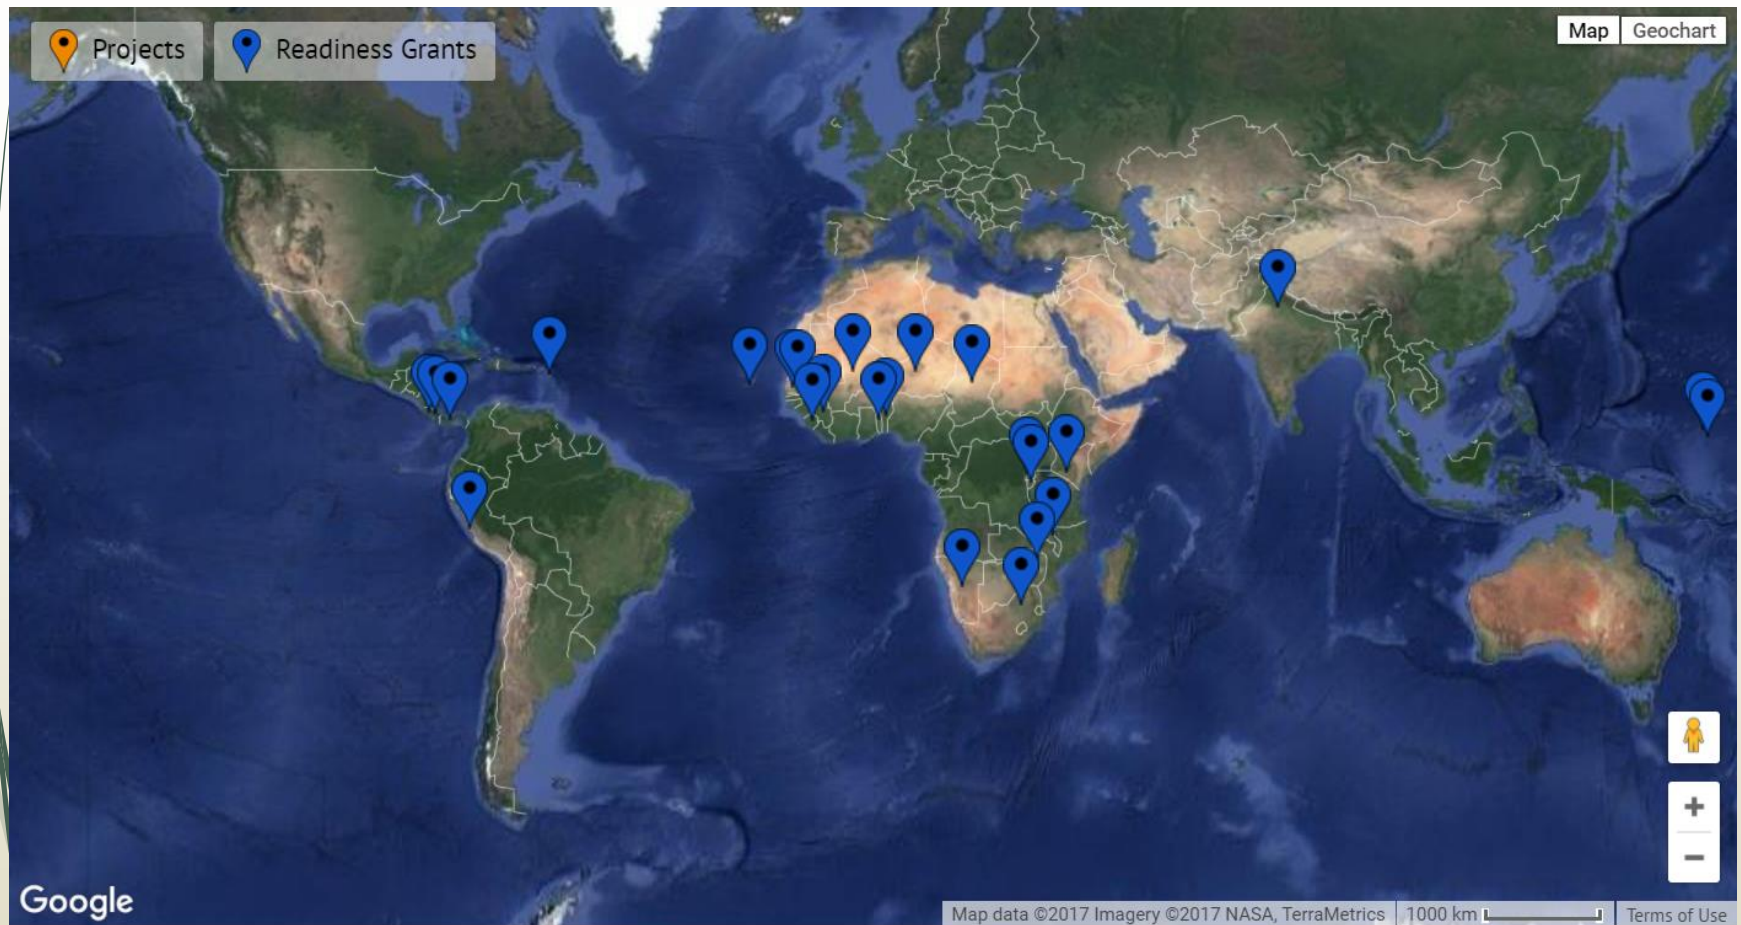 Projects
Readiness Grants
Map
Geochart
+
−
Google
Map data ©2017 Imagery ©2017 NASA, TerraMetrics
1000 km
Terms of Use